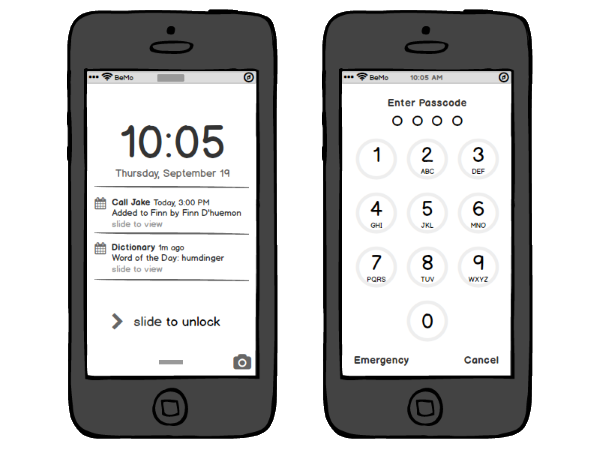 BeMo
10:05
Thursday, September 19
Call Jake Today, 3:00 PM
Added to Finn by Finn D'huemon
slide to view
Dictionary 1m ago
Word of the Day: humdinger
slide to view
slide to unlock
BeMo 10:05 AM
Enter Passcode
1 2 3
ABC DEF
4 5 6
GHI JKL MNO
7 8 9
PQRS TUV WXYZ
0
Emergency Cancel